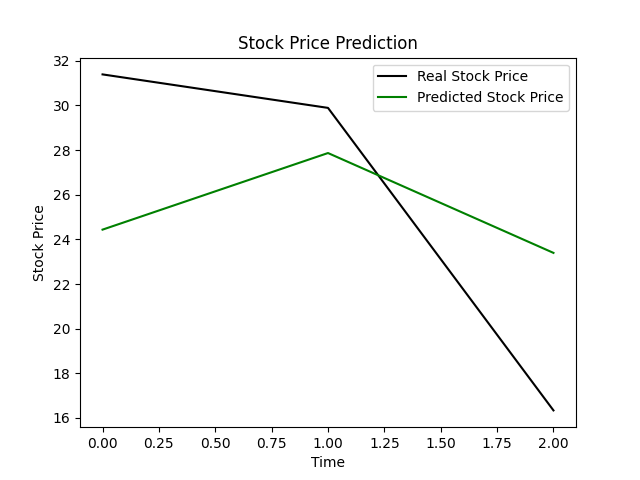 Stock Price Prediction
Real Stock Price
Predicted Stock Price
Stock Price
32
30
28
26
24
22
20
18
16
0.00 0.25 0.50 0.75 1.00 1.25 1.50 1.75 2.00
Time